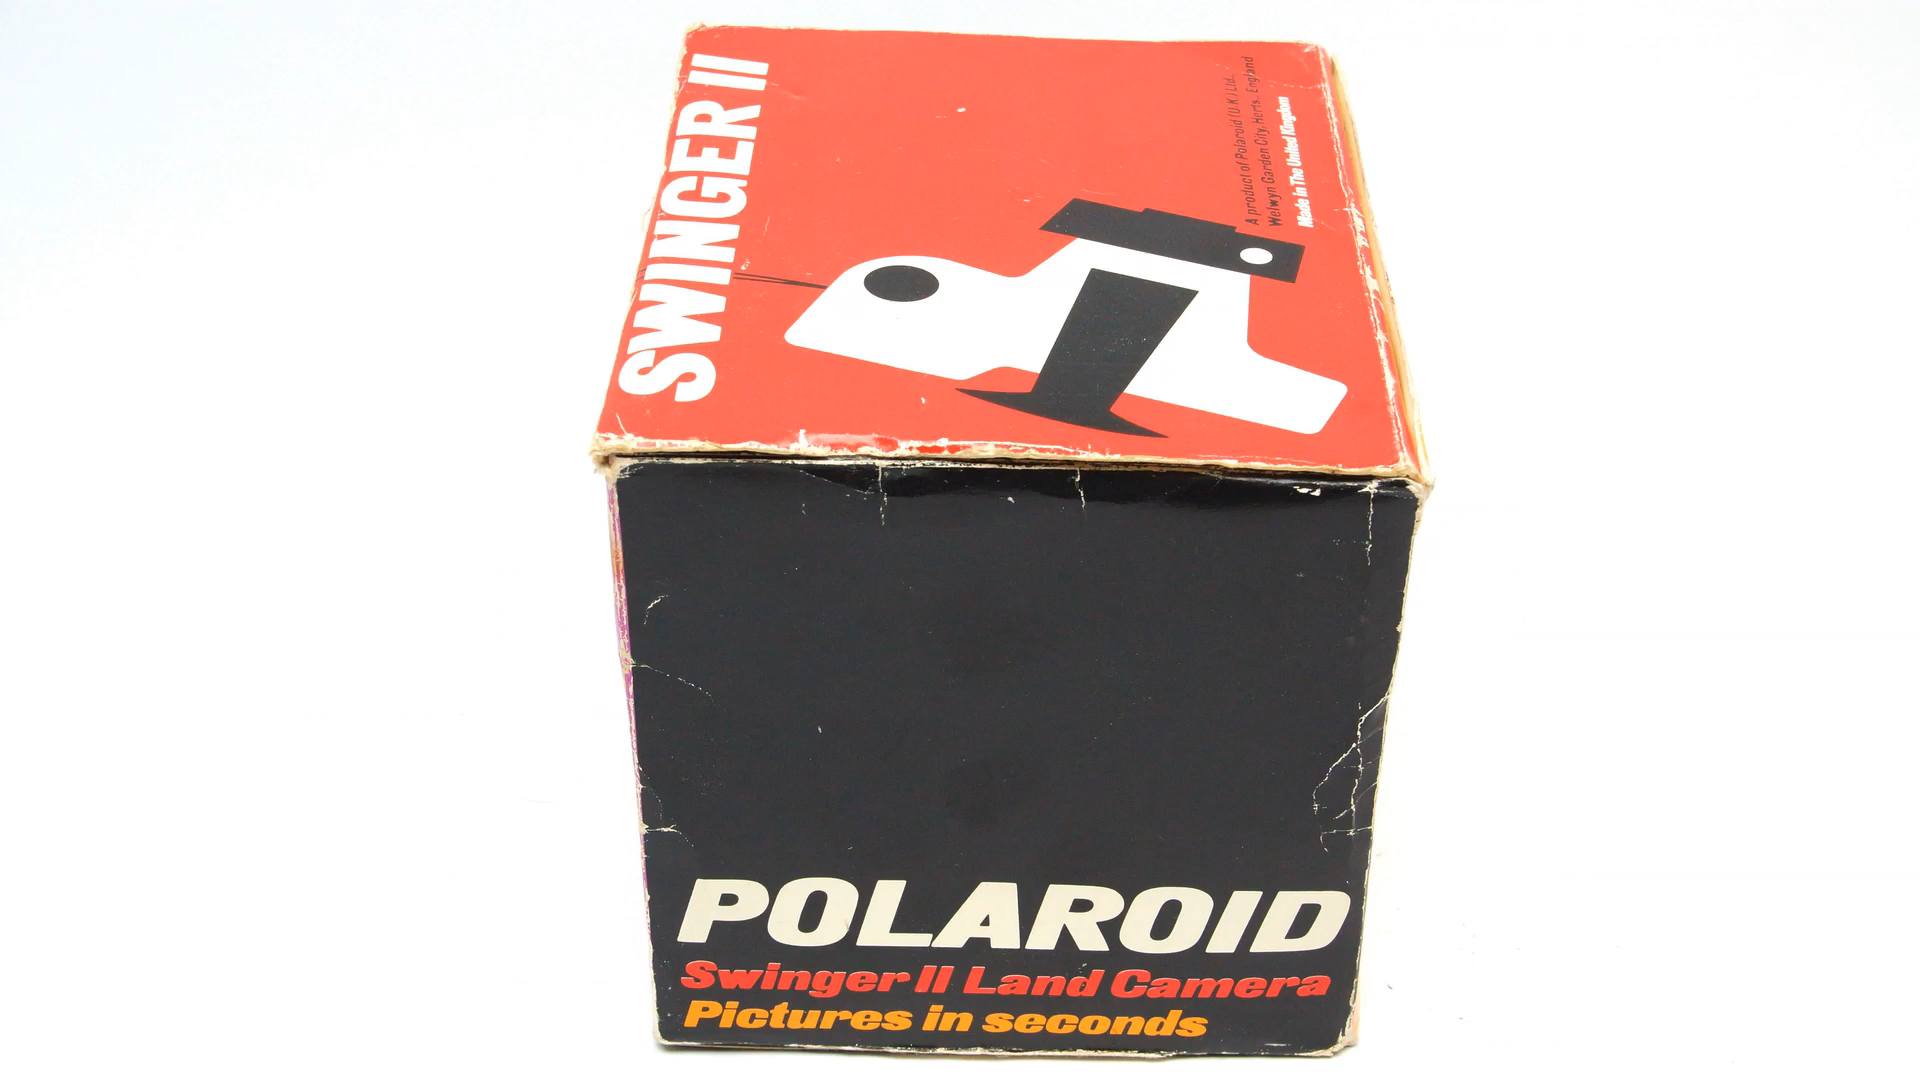 SWINGER II
A product of Polaroid (U.K.) Ltd.
Welwyn Garden City, Herts., England
Made in The United Kingdom
POLAROID
Swinger II Land Camera
Pictures in seconds